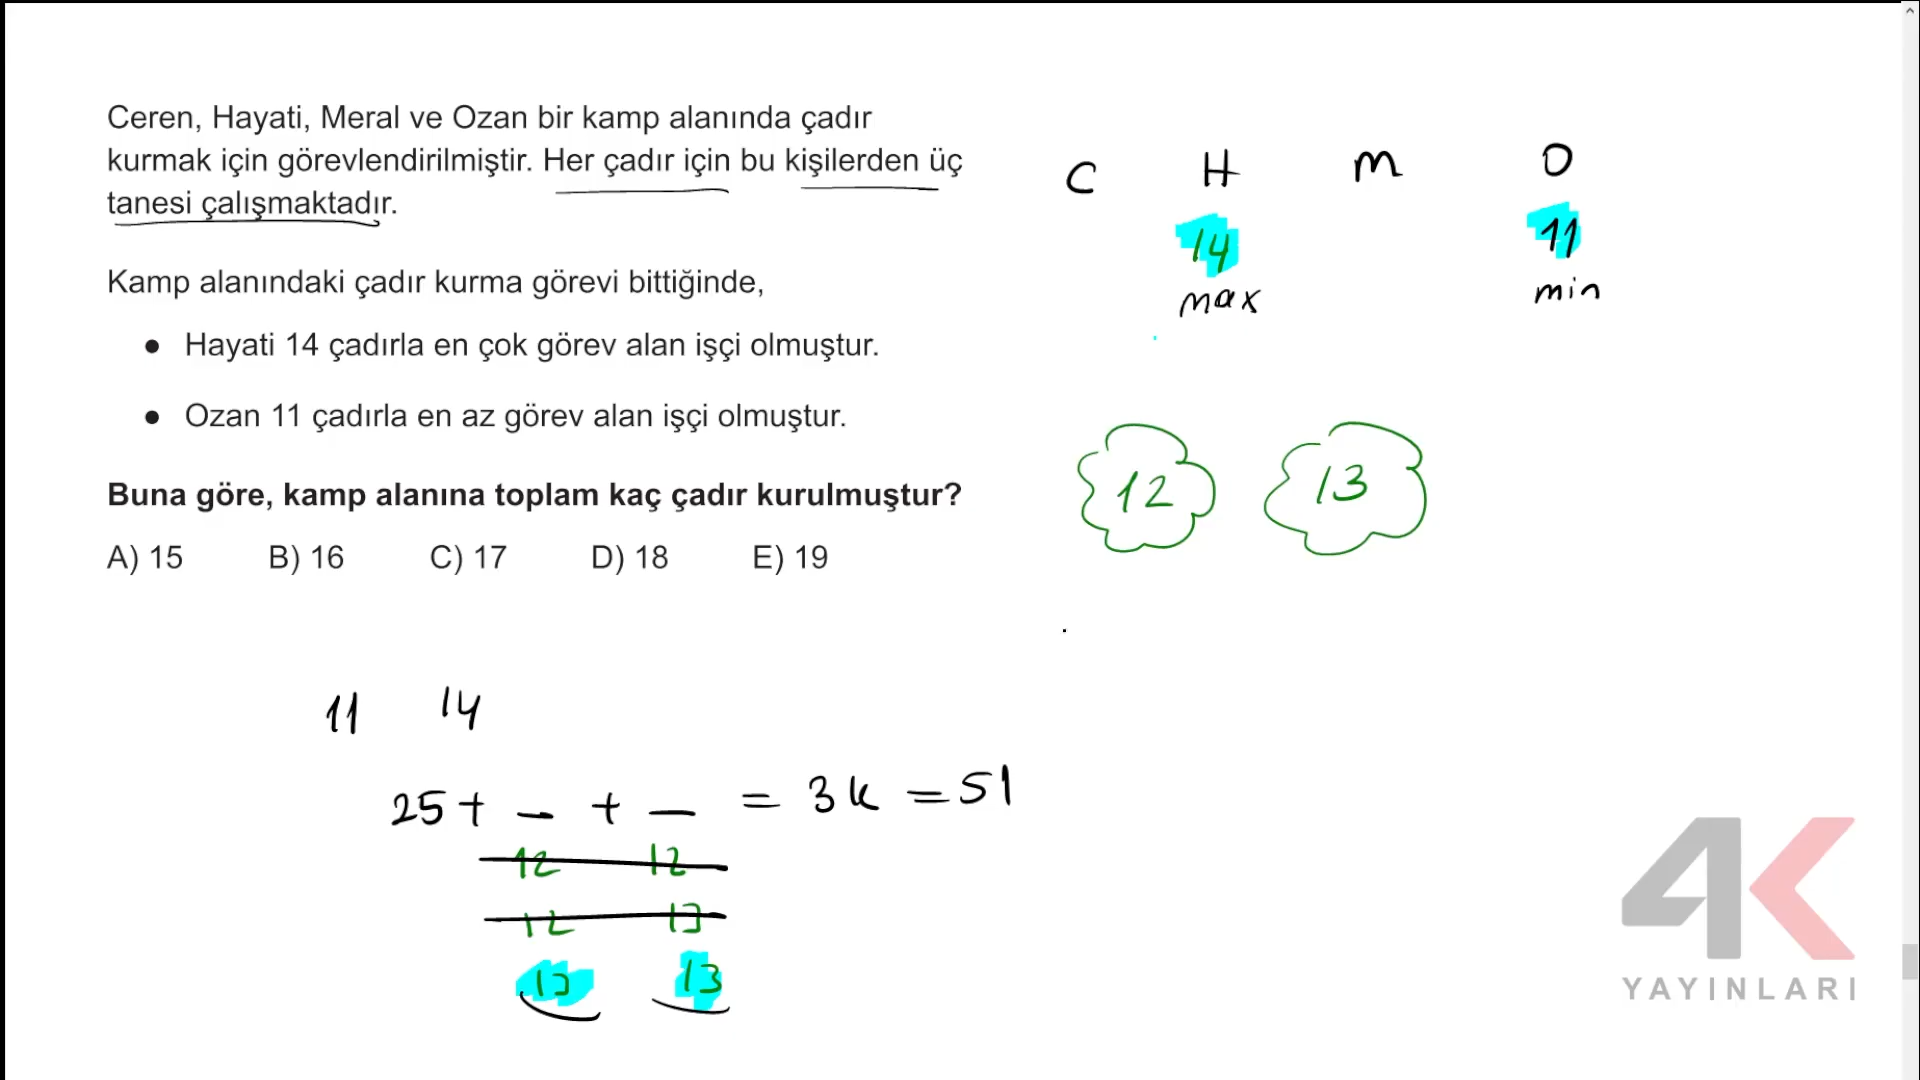 Ceren, Hayati, Meral ve Ozan bir kamp alanında çadır
kurmak için görevlendirilmiştir. Her çadır için bu kişilerden üç
tanesi çalışmaktadır.
Kamp alanındaki çadır kurma görevi bittiğinde,
● Hayati 14 çadırla en çok görev alan işçi olmuştur.
● Ozan 11 çadırla en az görev alan işçi olmuştur.
Buna göre, kamp alanına toplam kaç çadır kurulmuştur?
A) 15 B) 16 C) 17 D) 18 E) 19
C H M O
14 11
max min
12 13
11 14
25 + _ + _ = 3k = 51
12 12
12 13
13 13
4K
YAYINLARI